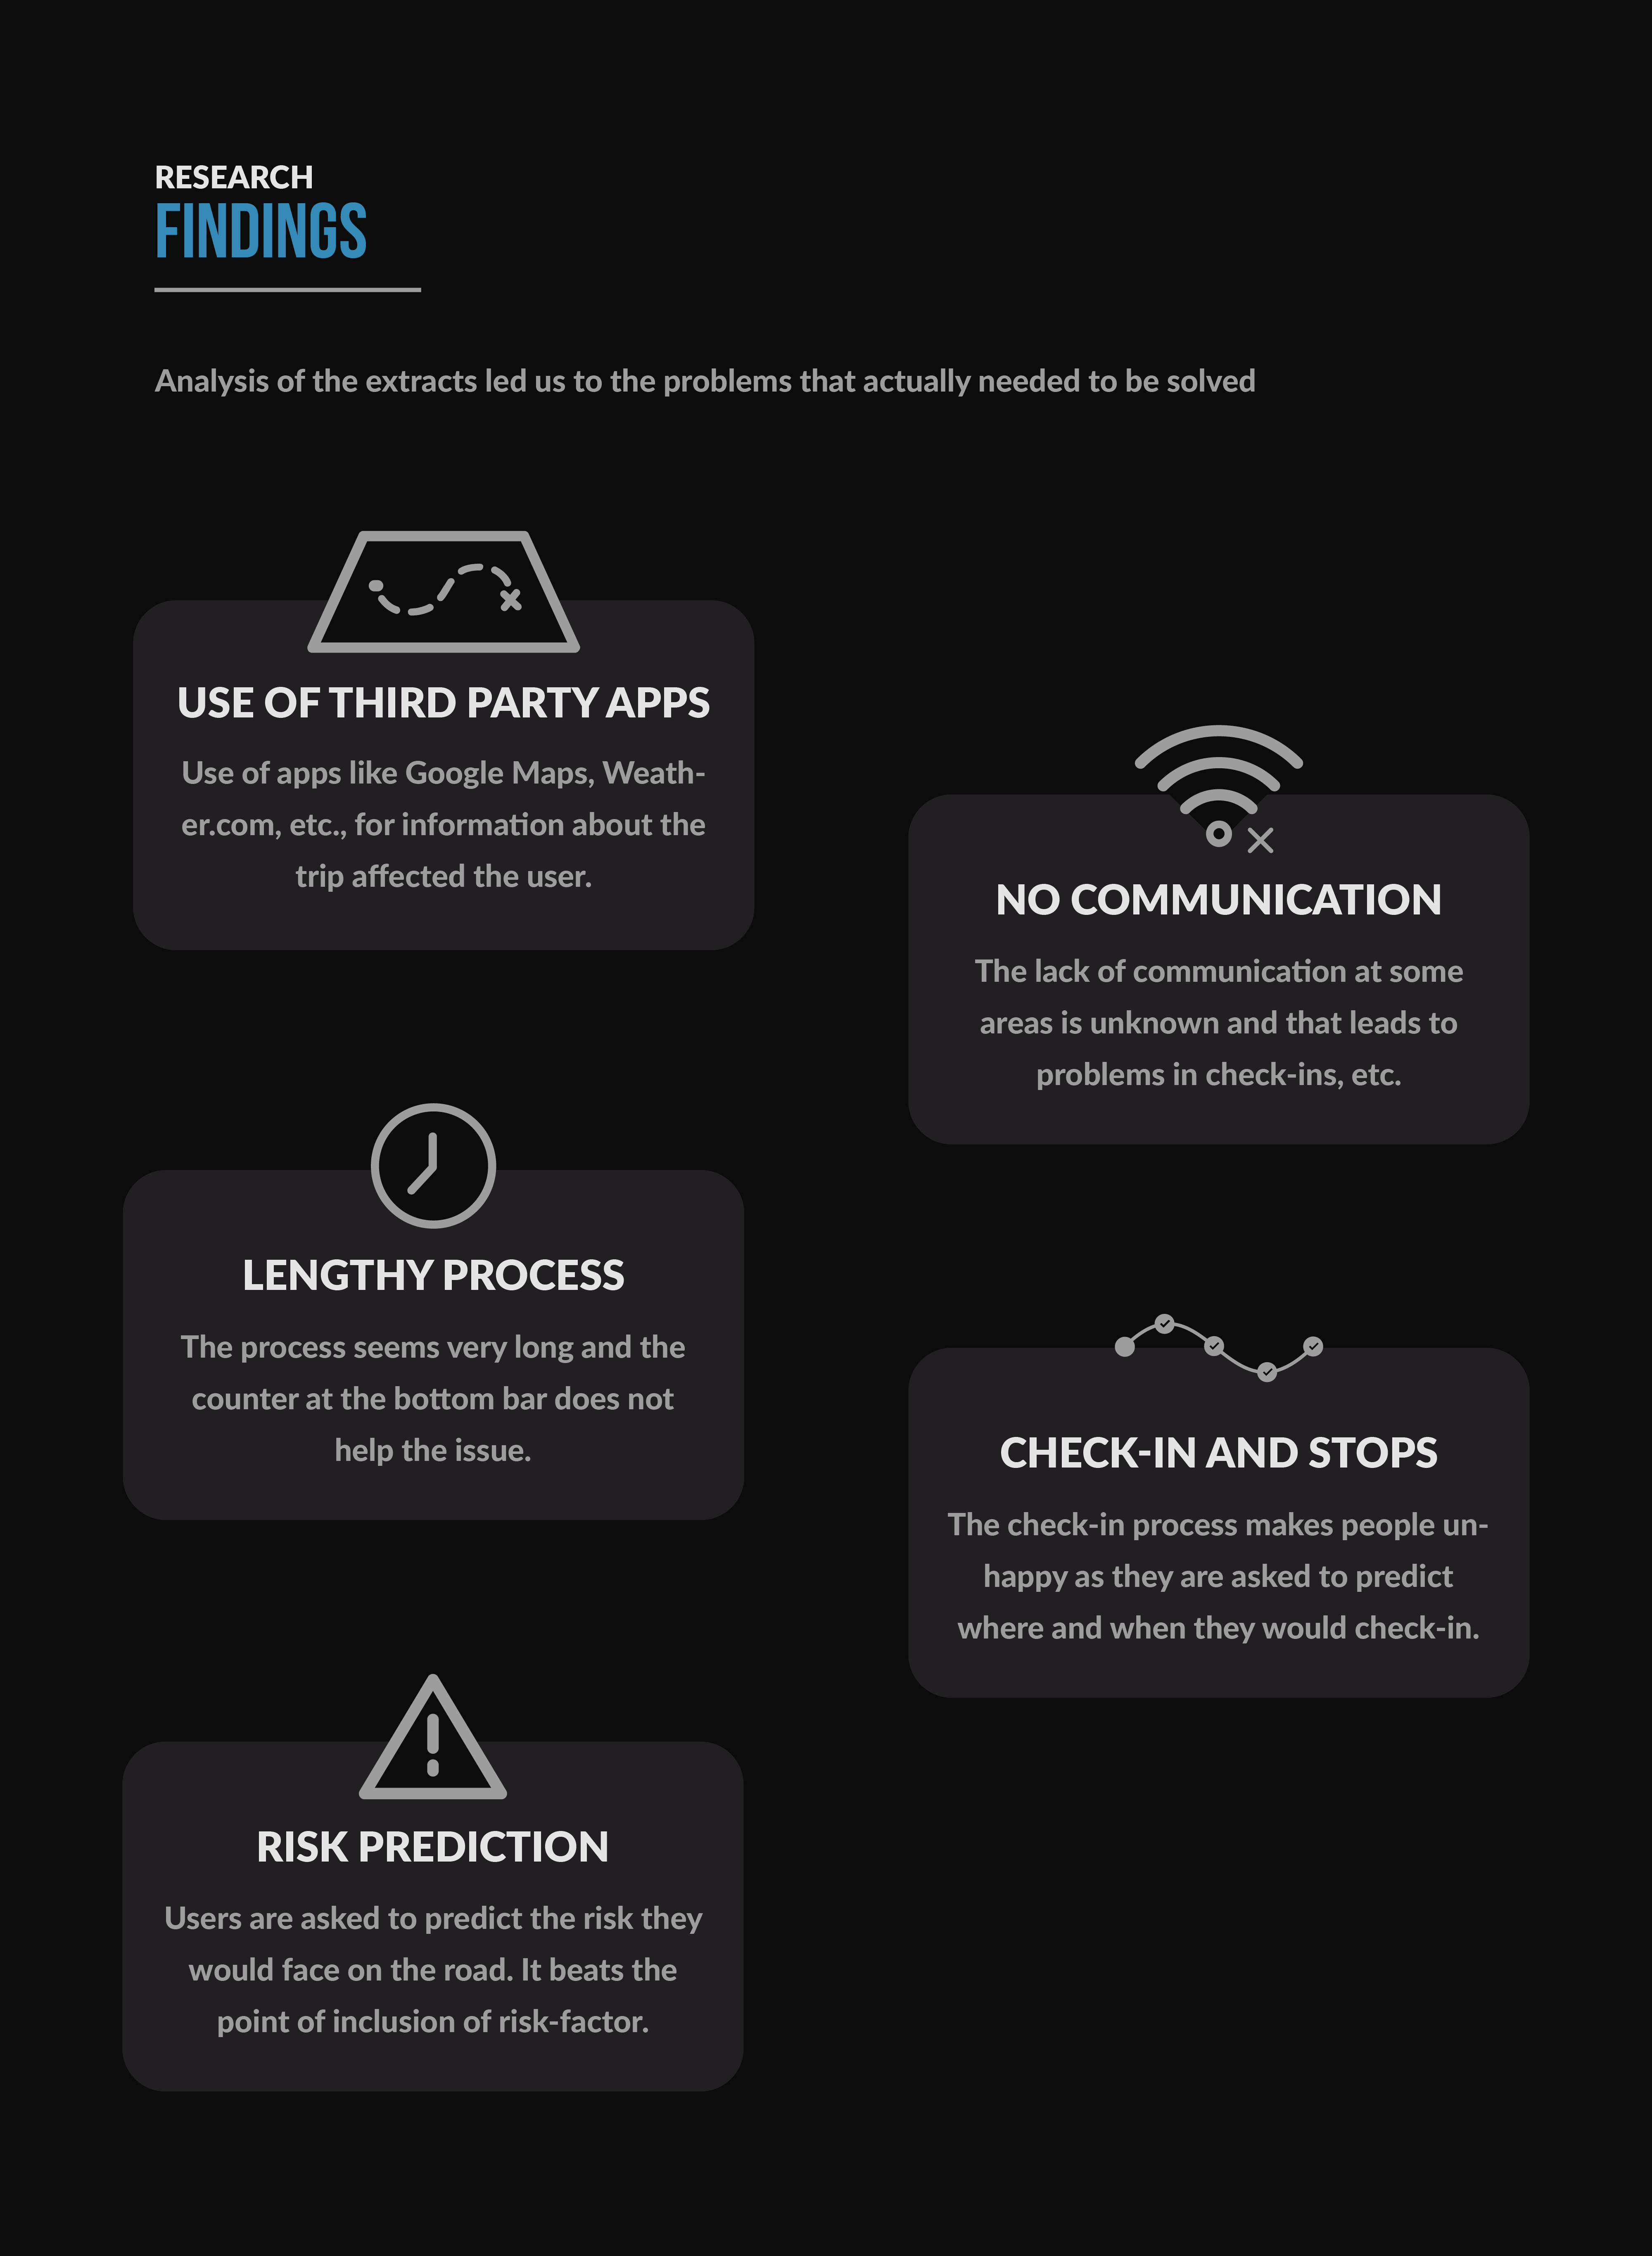 RESEARCH
FINDINGS
Analysis of the extracts led us to the problems that actually needed to be solved
USE OF THIRD PARTY APPS
Use of apps like Google Maps, Weath-
er.com, etc., for information about the
trip affected the user.
NO COMMUNICATION
The lack of communication at some
areas is unknown and that leads to
problems in check-ins, etc.
LENGTHY PROCESS
The process seems very long and the
counter at the bottom bar does not
help the issue.
CHECK-IN AND STOPS
The check-in process makes people un-
happy as they are asked to predict
where and when they would check-in.
RISK PREDICTION
Users are asked to predict the risk they
would face on the road. It beats the
point of inclusion of risk-factor.